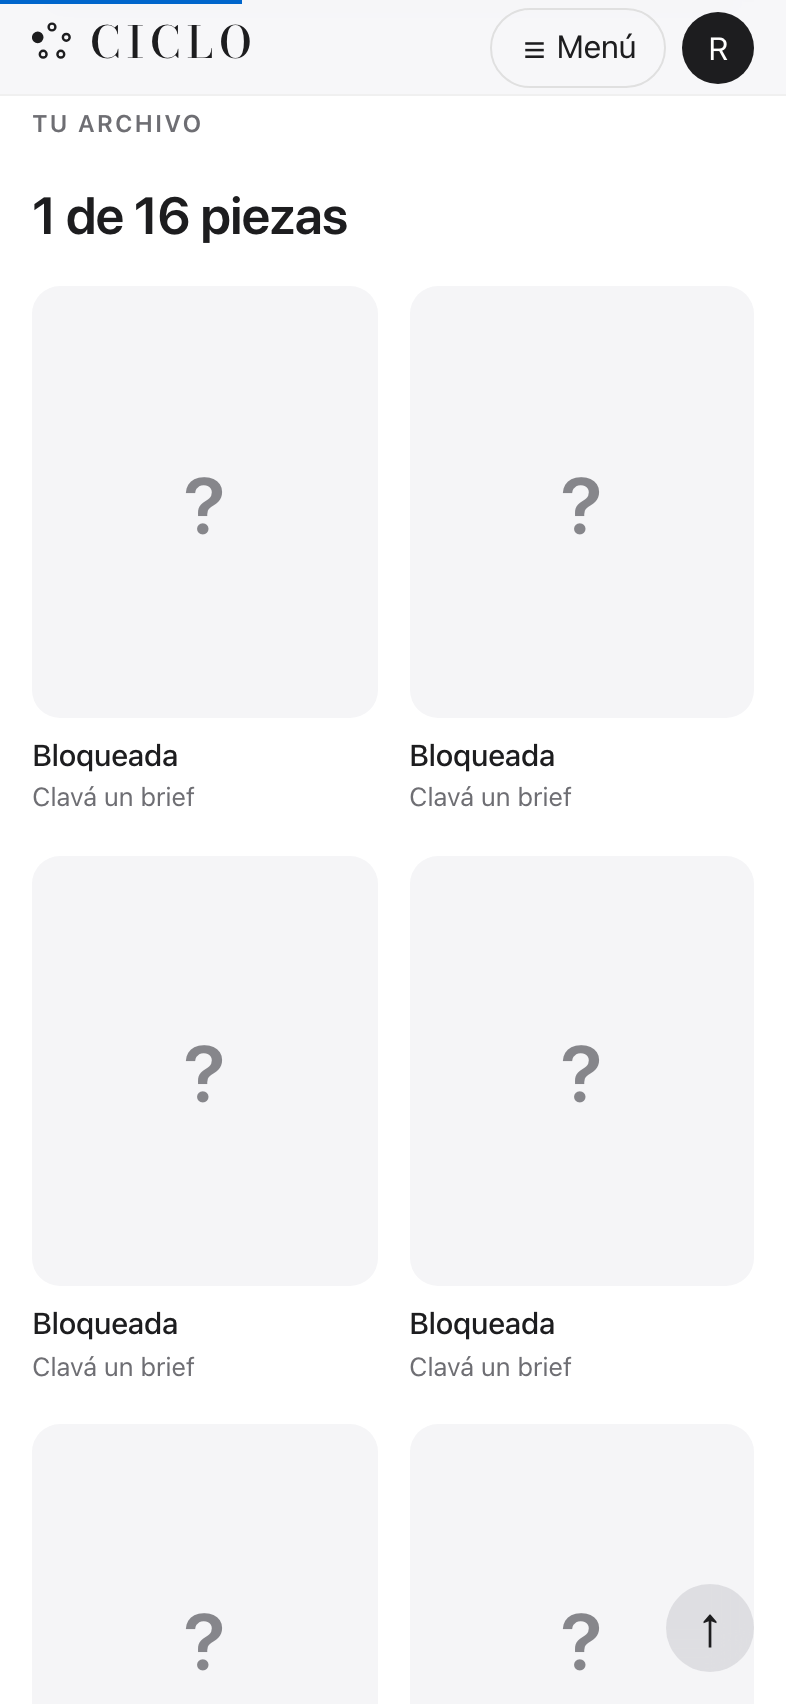 CICLO
≡ Menú
R
TU ARCHIVO
1 de 16 piezas
?
?
Bloqueada
Bloqueada
Clavá un brief
Clavá un brief
?
?
Bloqueada
Bloqueada
Clavá un brief
Clavá un brief
?
?
↑